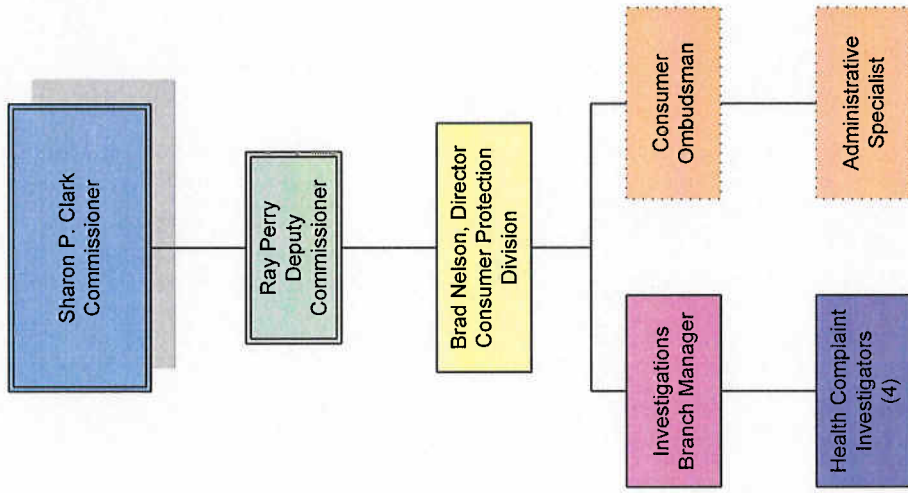 Sharon P. Clark
Commissioner
Ray Perry
Deputy
Commissioner
Brad Nelson, Director
Consumer Protection
Division
Investigations
Branch Manager
Consumer
Ombudsman
Health Complaint
Investigators
(4)
Administrative
Specialist